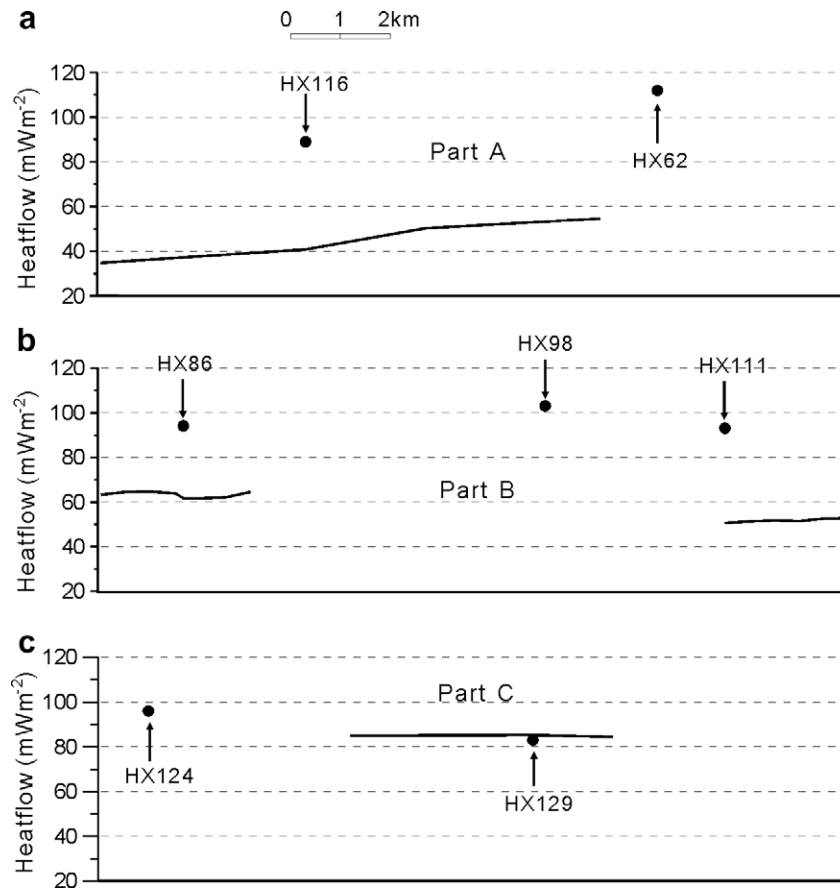 a
0 1 2km
Heatflow (mWm-2)
120
100
80
60
40
20
HX116
Part A
HX62
b
Heatflow (mWm-2)
120
100
80
60
40
20
HX86
HX98
HX111
Part B
c
Heatflow (mWm-2)
120
100
80
60
40
20
Part C
HX124
HX129